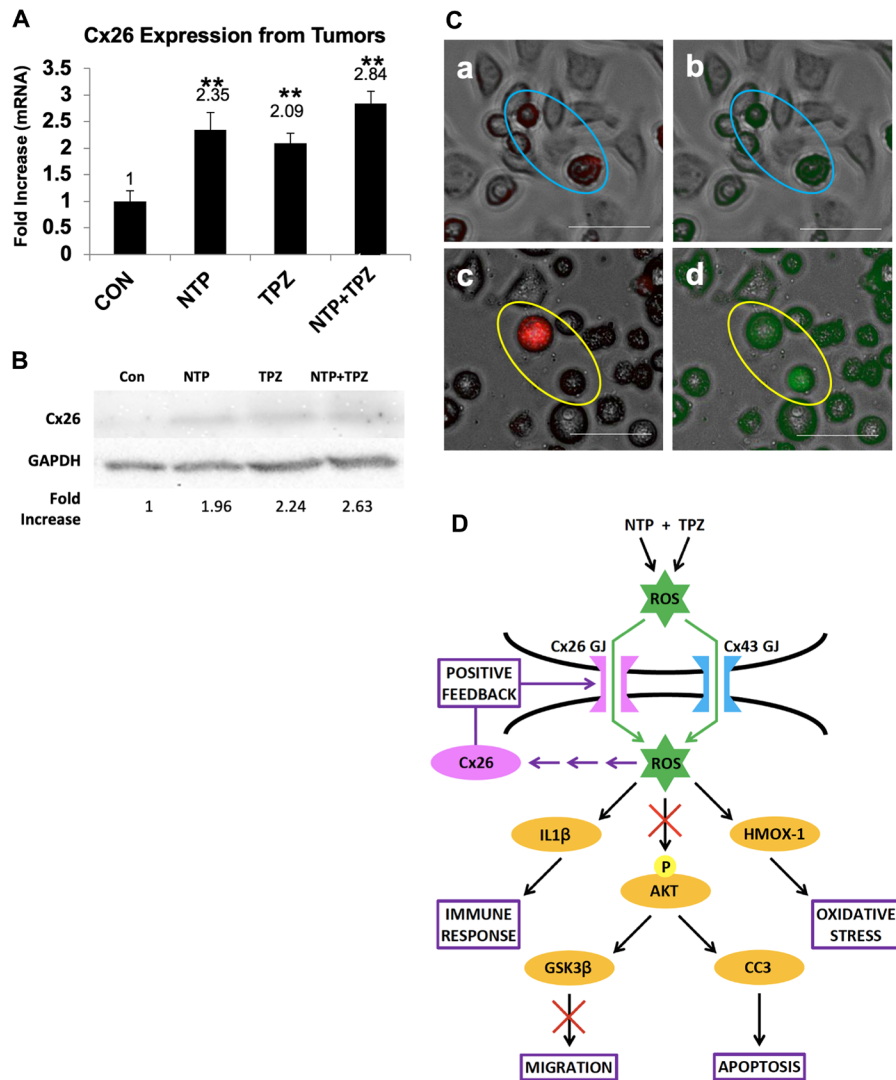 A
Cx26 Expression from Tumors
Fold Increase (mRNA)
3.5
3
2.5
2
1.5
1
0.5
0
1
**
2.35
**
2.09
**
2.84
CON
NTP
TPZ
NTP+TPZ
B
Con NTP TPZ NTP+TPZ
Cx26
GAPDH
Fold
Increase
1 1.96 2.24 2.63
C
a
b
c
d
D
NTP + TPZ
ROS
Cx26 GJ
Cx43 GJ
POSITIVE
FEEDBACK
Cx26
ROS
IL1β
HMOX-1
P
AKT
IMMUNE
RESPONSE
OXIDATIVE
STRESS
GSK3β
CC3
MIGRATION
APOPTOSIS